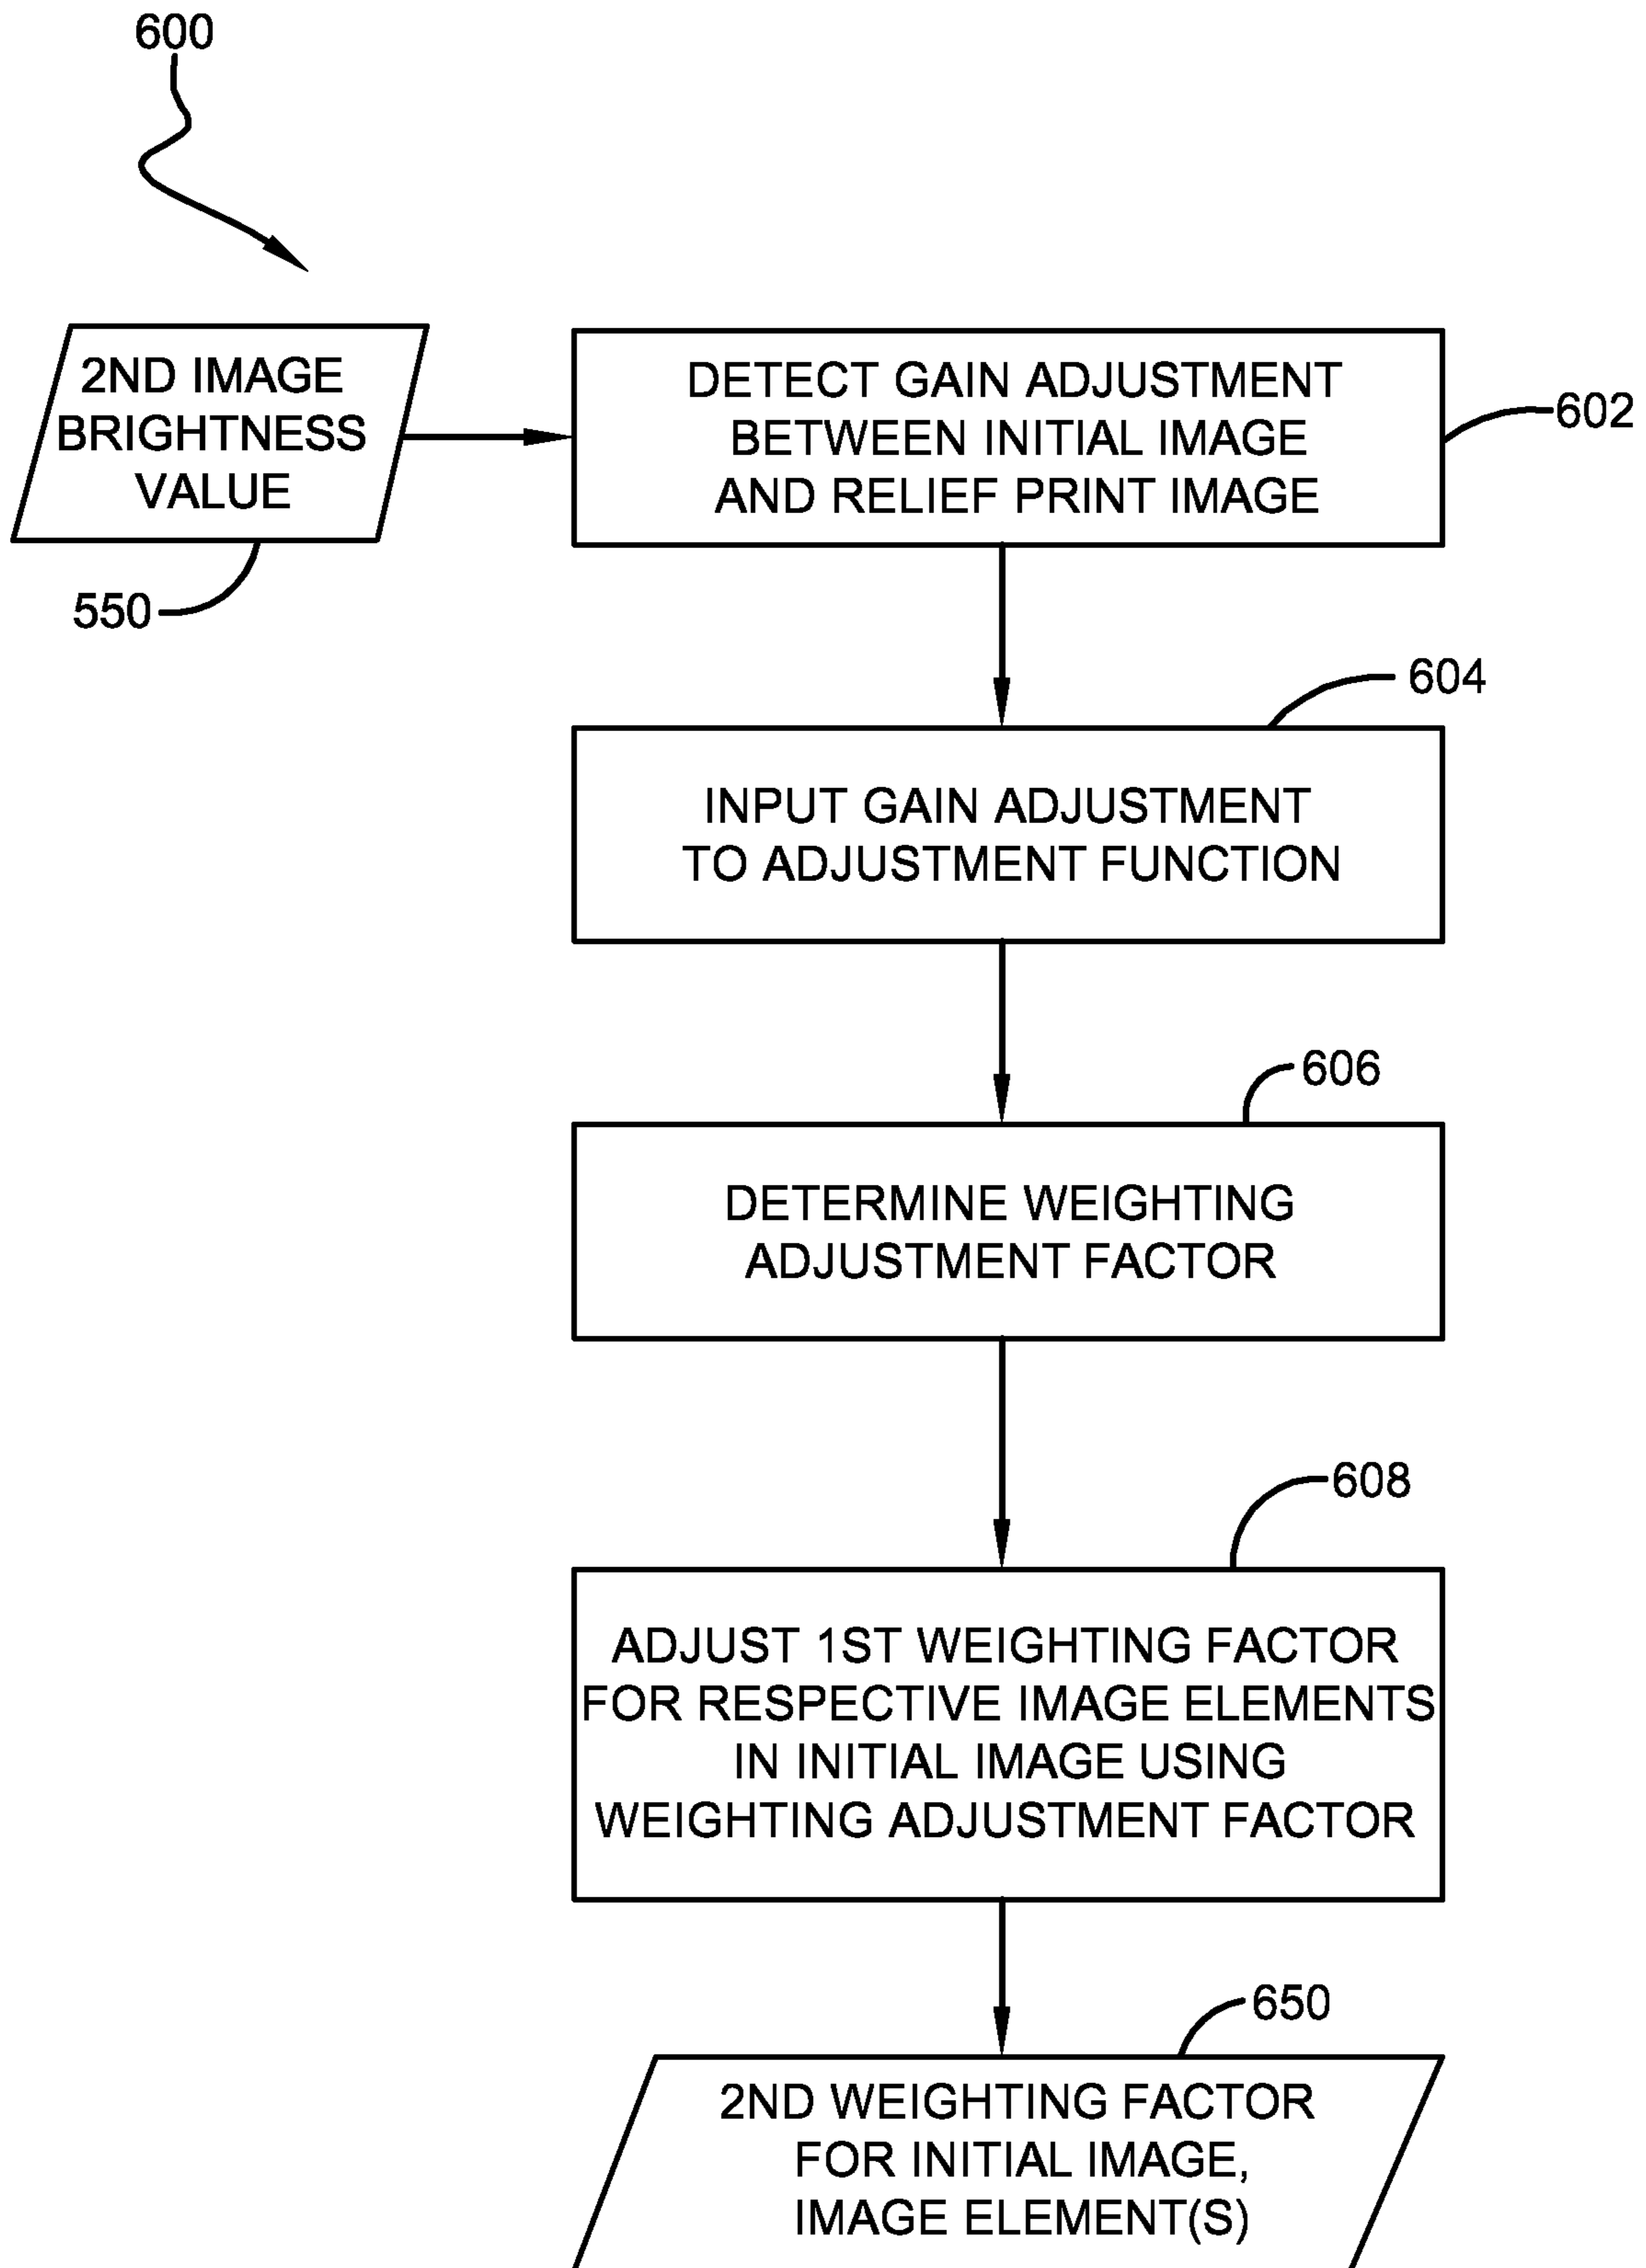 600
2ND IMAGE
BRIGHTNESS
VALUE
550
DETECT GAIN ADJUSTMENT
BETWEEN INITIAL IMAGE
AND RELIEF PRINT IMAGE
602
604
INPUT GAIN ADJUSTMENT
TO ADJUSTMENT FUNCTION
606
DETERMINE WEIGHTING
ADJUSTMENT FACTOR
608
ADJUST 1ST WEIGHTING FACTOR
FOR RESPECTIVE IMAGE ELEMENTS
IN INITIAL IMAGE USING
WEIGHTING ADJUSTMENT FACTOR
650
2ND WEIGHTING FACTOR
FOR INITIAL IMAGE,
IMAGE ELEMENT(S)